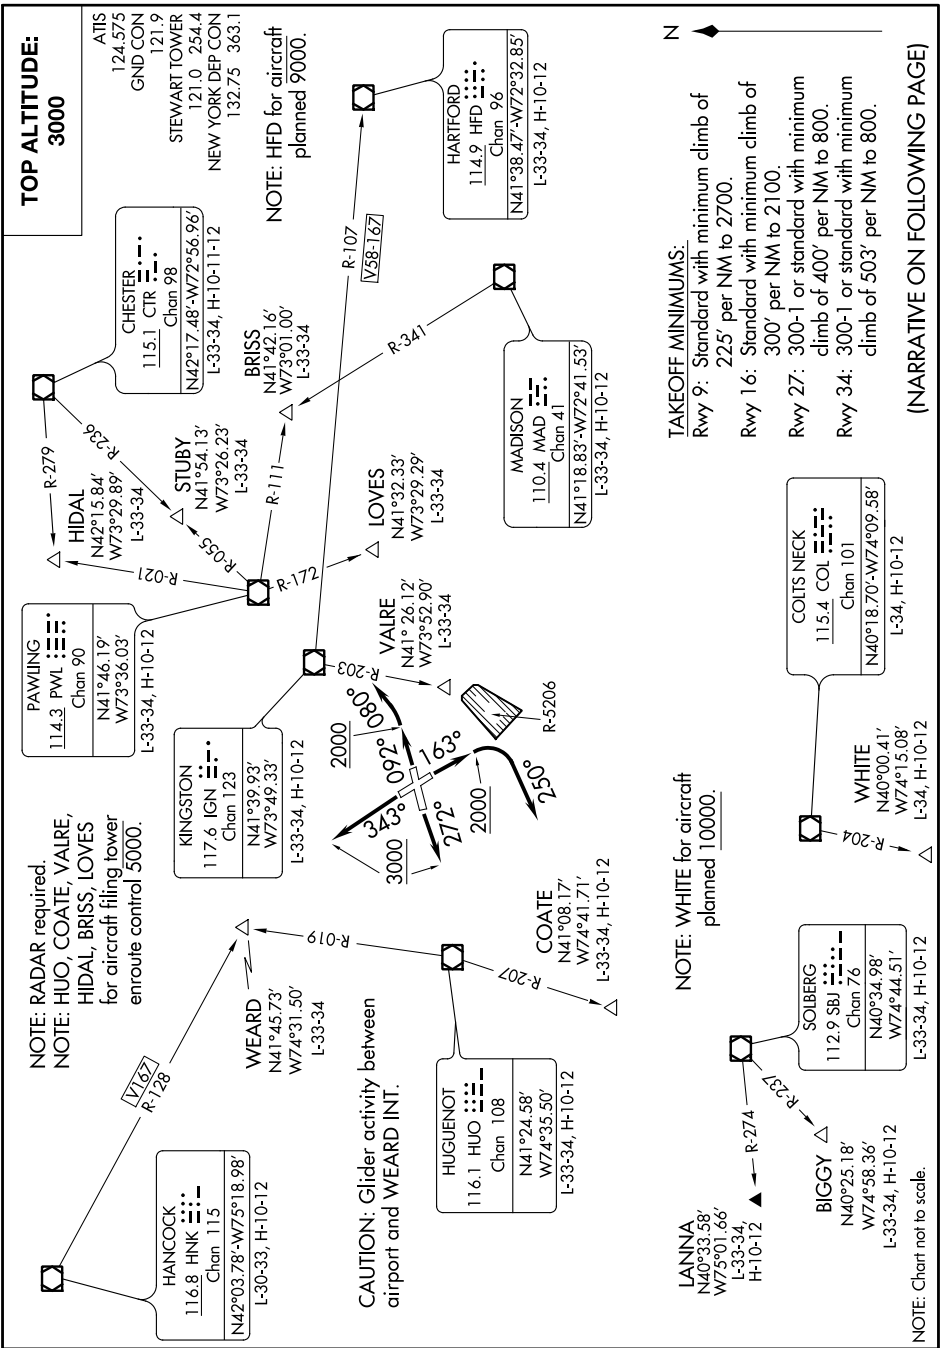 TOP ALTITUDE:
3000
ATIS
124.575
GND CON
121.9
STEWART TOWER
121.0 254.4
NEW YORK DEP CON
132.75 363.1
NOTE: RADAR required.
NOTE: HUO, COATE, VALRE,
HIDAL, BRISS, LOVES
for aircraft filing tower
enroute control 5000.
NOTE: HFD for aircraft
planned 9000.
HANCOCK
116.8 HNK
Chan 115
N42°03.78'-W75°18.98'
L-30-33, H-10-12
V167
R-128
WEARD
N41°45.73'
W74°31.50'
L-33-34
R-019
CAUTION: Glider activity between
airport and WEARD INT.
HUGUENOT
116.1 HUO
Chan 108
N41°24.58'
W74°35.50'
L-33-34, H-10-12
R-207
COATE
N41°08.17'
W74°41.71'
L-33-34, H-10-12
PAWLING
114.3 PWL
Chan 90
N41°46.19'
W73°36.03'
L-33-34, H-10-12
R-021
R-055
R-111
R-172
KINGSTON
117.6 IGN
Chan 123
N41°39.93'
W73°49.33'
L-33-34, H-10-12
R-203
R-107
V58-167
CHESTER
115.1 CTR
Chan 98
N42°17.48'-W72°56.96'
L-33-34, H-10-11-12
R-279
R-236
HIDAL
N42°15.84'
W73°29.89'
L-33-34
STUBY
N41°54.13'
W73°26.23'
L-33-34
BRISS
N41°42.16'
W73°01.00'
L-33-34
LOVES
N41°32.33'
W73°29.29'
L-33-34
VALRE
N41°26.12'
W73°52.90'
L-33-34
R-5206
343°
3000
272°
092°
2000
080°
163°
2000
250°
HARTFORD
114.9 HFD
Chan 96
N41°38.47'-W72°32.85'
L-33-34, H-10-12
R-341
MADISON
110.4 MAD
Chan 41
N41°18.83'-W72°41.53'
L-33-34, H-10-12
NOTE: WHITE for aircraft
planned 10000.
LANNA
N40°33.58'
W75°01.66'
L-33-34,
H-10-12
R-274
R-237
BIGGY
N40°25.18'
W74°58.36'
L-33-34, H-10-12
SOLBERG
112.9 SBJ
Chan 76
N40°34.98'
W74°44.51'
L-33-34, H-10-12
COLTS NECK
115.4 COL
Chan 101
N40°18.70'-W74°09.58'
L-34, H-10-12
R-204
WHITE
N40°00.41'
W74°15.08'
L-34, H-10-12
N
TAKEOFF MINIMUMS:
Rwy 9: Standard with minimum climb of
225' per NM to 2700.
Rwy 16: Standard with minimum climb of
300' per NM to 2100.
Rwy 27: 300-1 or standard with minimum
climb of 400' per NM to 800.
Rwy 34: 300-1 or standard with minimum
climb of 503' per NM to 800.
(NARRATIVE ON FOLLOWING PAGE)
NOTE: Chart not to scale.